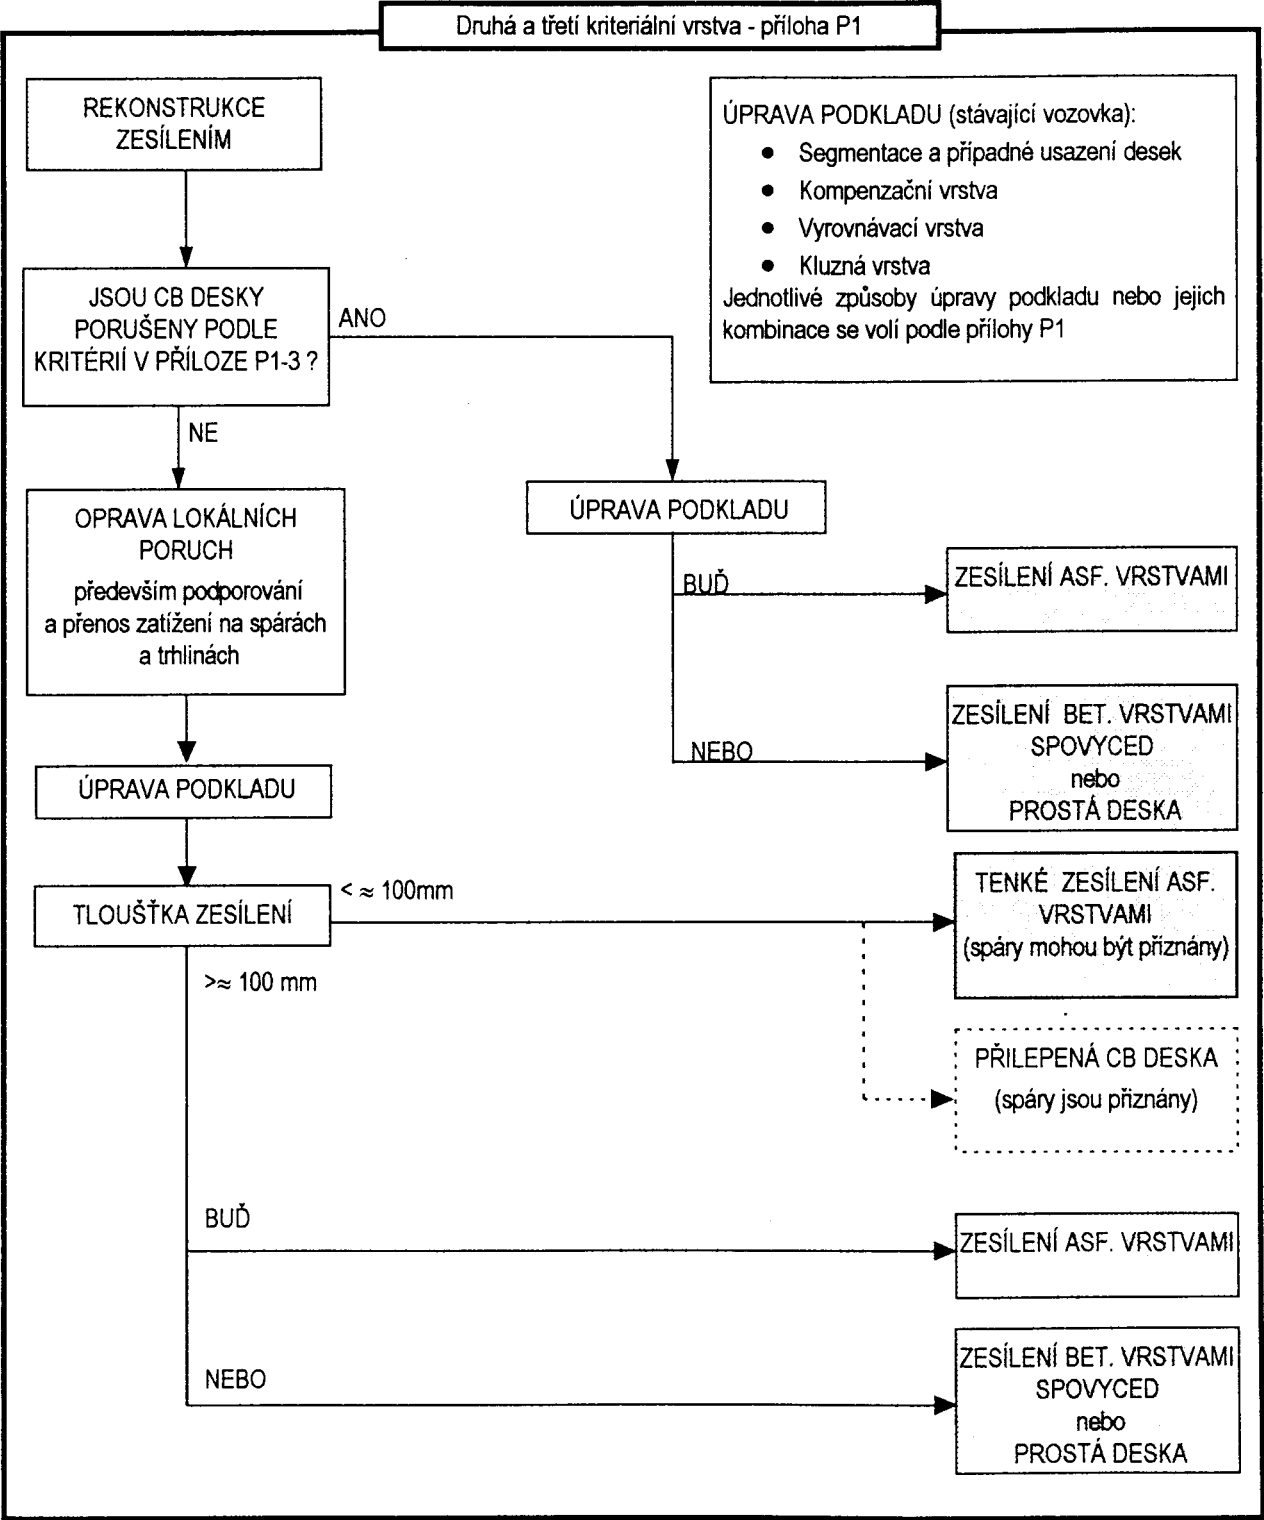 Druhá a třetí kriteriální vrstva - příloha P1
REKONSTRUKCE
ZESÍLENÍM
ÚPRAVA PODKLADU (stávající vozovka):
● Segmentace a případné usazení desek
● Kompenzační vrstva
● Vyrovnávací vrstva
● Kluzná vrstva
Jednotlivé způsoby úpravy podkladu nebo jejich
kombinace se volí podle přílohy P1
JSOU CB DESKY
PORUŠENY PODLE
KRITÉRIÍ V PŘÍLOZE P1-3 ?
ANO
NE
OPRAVA LOKÁLNÍCH
PORUCH
především podporování
a přenos zatížení na spárách
a trhlinách
ÚPRAVA PODKLADU
BUĎ
ZESÍLENÍ ASF. VRSTVAMI
NEBO
ZESÍLENÍ BET. VRSTVAMI
SPOVYCED
nebo
PROSTÁ DESKA
ÚPRAVA PODKLADU
TLOUŠŤKA ZESÍLENÍ
< ≈ 100mm
TENKÉ ZESÍLENÍ ASF.
VRSTVAMI
(spáry mohou být přiznány)
>≈ 100 mm
PŘILEPENÁ CB DESKA
(spáry jsou přiznány)
BUĎ
ZESÍLENÍ ASF. VRSTVAMI
NEBO
ZESÍLENÍ BET. VRSTVAMI
SPOVYCED
nebo
PROSTÁ DESKA